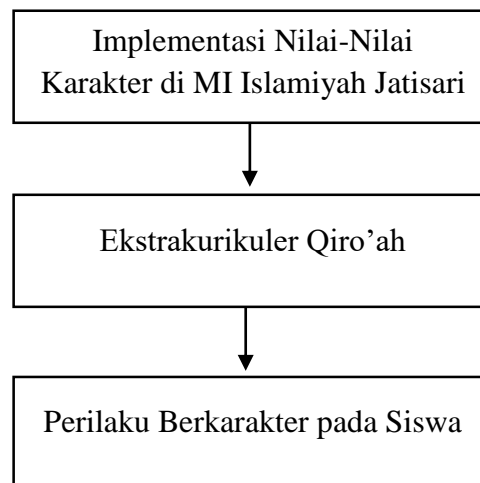 Implementasi Nilai-Nilai
Karakter di MI Islamiyah Jatisari
Ekstrakurikuler Qiro’ah
Perilaku Berkarakter pada Siswa